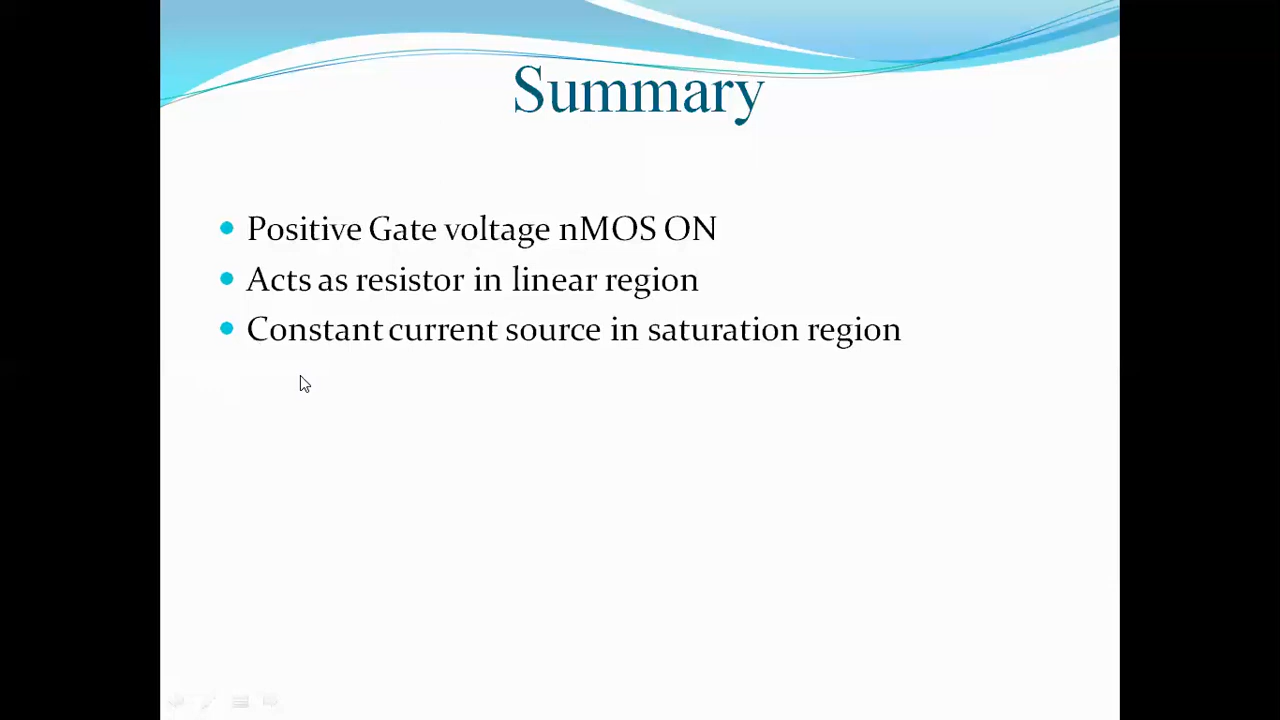 Summary
Positive Gate voltage nMOS ON
Acts as resistor in linear region
Constant current source in saturation region